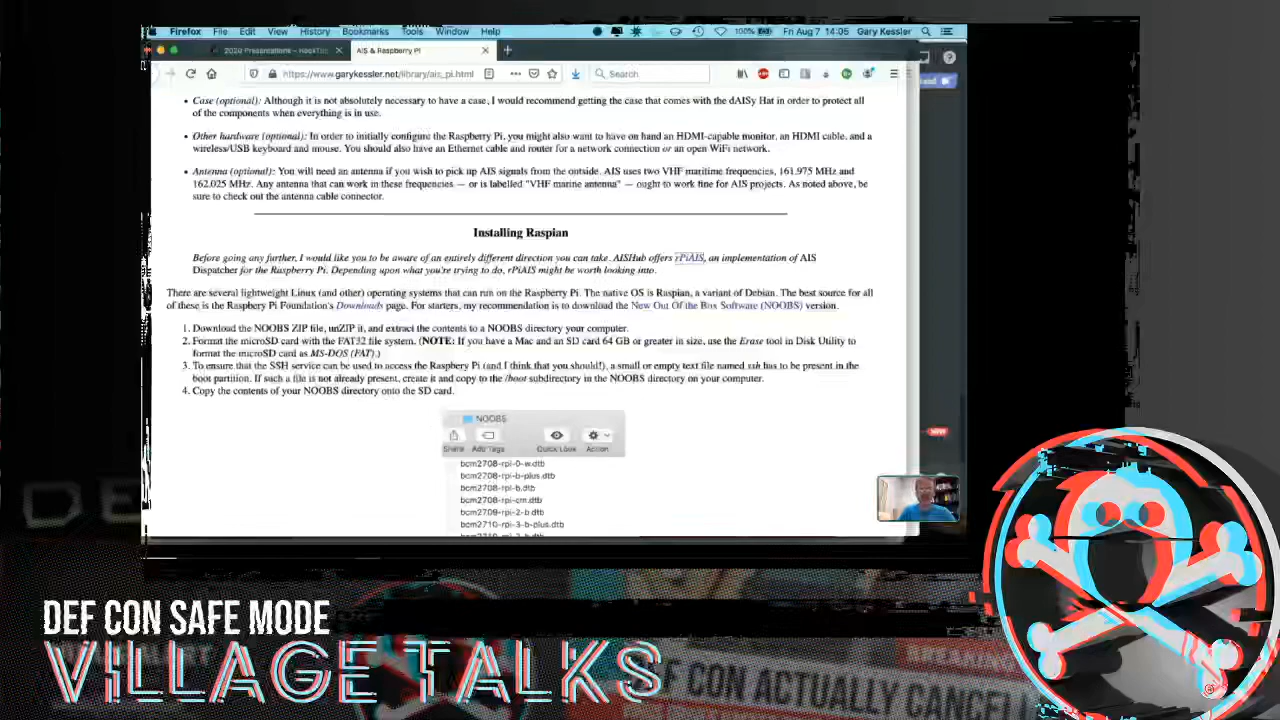 Firefox File Edit View History Bookmarks Tools Window Help 100% Fri Aug 7 14:05 Gary Kessler
2020 Presentations — HackThe
AIS & Raspberry Pi
https://www.garykessler.net/library/ais_pi.html
Search
• Case (optional): Although it is not absolutely necessary to have a case, I would recommend getting the case that comes with the dAISy Hat in order to protect all
of the components when everything is in use.
• Other hardware (optional): In order to initially configure the Raspberry Pi, you might also want to have on hand an HDMI-capable monitor, an HDMI cable, and a
wireless/USB keyboard and mouse. You should also have an Ethernet cable and router for a network connection or an open WiFi network.
• Antenna (optional): You will need an antenna if you wish to pick up AIS signals from the outside. AIS uses two VHF maritime frequencies, 161.975 MHz and
162.025 MHz. Any antenna that can work in these frequencies — or is labelled "VHF marine antenna" — ought to work fine for AIS projects. As noted above, be
sure to check out the antenna cable connector.
Installing Raspian
Before going any further, I would like you to be aware of an entirely different direction you can take. AISHub offers rPiAIS, an implementation of AIS
Dispatcher for the Raspberry Pi. Depending upon what you're trying to do, rPiAIS might be worth looking into.
There are several lightweight Linux (and other) operating systems that can run on the Raspberry Pi. The native OS is Raspian, a variant of Debian. The best source for all
of these is the Raspbery Pi Foundation's Downloads page. For starters, my recommendation is to download the New Out Of the Box Software (NOOBS) version.
1. Download the NOOBS ZIP file, unZIP it, and extract the contents to a NOOBS directory your computer.
2. Format the microSD card with the FAT32 file system. (NOTE: If you have a Mac and an SD card 64 GB or greater in size, use the Erase tool in Disk Utility to
format the microSD card as MS-DOS (FAT).)
3. To ensure that the SSH service can be used to access the Raspberry Pi (and I think that you should!), a small or empty text file named ssh has to be present in the
boot partition. If such a file is not already present, create it and copy to the /boot subdirectory in the NOOBS directory on your computer.
4. Copy the contents of your NOOBS directory onto the SD card.
NOOBS
Share Add Tags Quick Look Action
bcm2708-rpi-0-w.dtb
bcm2708-rpi-b-plus.dtb
bcm2708-rpi-b.dtb
bcm2708-rpi-cm.dtb
bcm2709-rpi-2-b.dtb
bcm2710-rpi-3-b-plus.dtb
DEF CON SAFE MODE
VILLAGE TALKS
DEF CON ACTUALLY CANCEL